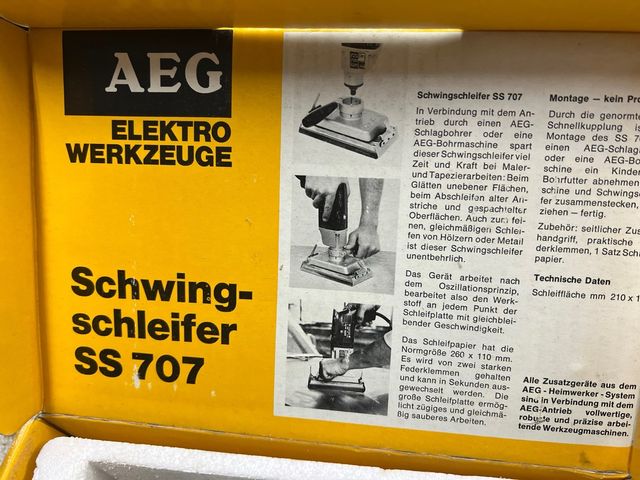 AEG
ELEKTRO
WERKZEUGE
Schwing-
schleifer
SS 707
Schwingschleifer SS 707
In Verbindung mit dem An-
trieb durch einen AEG-
Schlagbohrer oder eine
AEG-Bohrmaschine spart
dieser Schwingschleifer viel
Zeit und Kraft bei Maler-
und Tapezierarbeiten: Beim
Glätten unebener Flächen,
beim Abschleifen alter An-
striche und gespachtelter
Oberflächen. Auch zum fei-
nen, gleichmäßigen Schlei-
fen von Hölzern oder Metall
ist dieser Schwingschleifer
unentbehrlich.
Das Gerät arbeitet nach
dem Oszillationsprinzip,
bearbeitet also den Werk-
stoff an jedem Punkt der
Schleifplatte mit gleichblei-
bender Geschwindigkeit.
Das Schleifpapier hat die
Normgröße 260 x 110 mm.
Es wird von zwei starken
Federklemmen gehalten
und kann in Sekunden aus-
gewechselt werden. Die
große Schleifplatte ermög-
licht zügiges und gleichmä-
ßig sauberes Arbeiten.
Montage – kein Pro
Durch die genormte
Schnellkupplung is
Montage des SS 70
einen AEG-Schlag
oder eine AEG-Bo
schine ein Kinder
Bohrfutter abnehmen
schine und Schwings
fer zusammenstecken,
ziehen – fertig.
Zubehör: seitlicher Zus
handgriff, praktische
derklemmen, 1 Satz Schl
papier.
Technische Daten
Schleiffläche mm 210 x 1
Alle Zusatzgeräte aus dem
AEG - Heimwerker - System
sind in Verbindung mit dem
AEG-Antrieb vollwertige,
robuste und präzise arbei-
tende Werkzeugmaschinen.